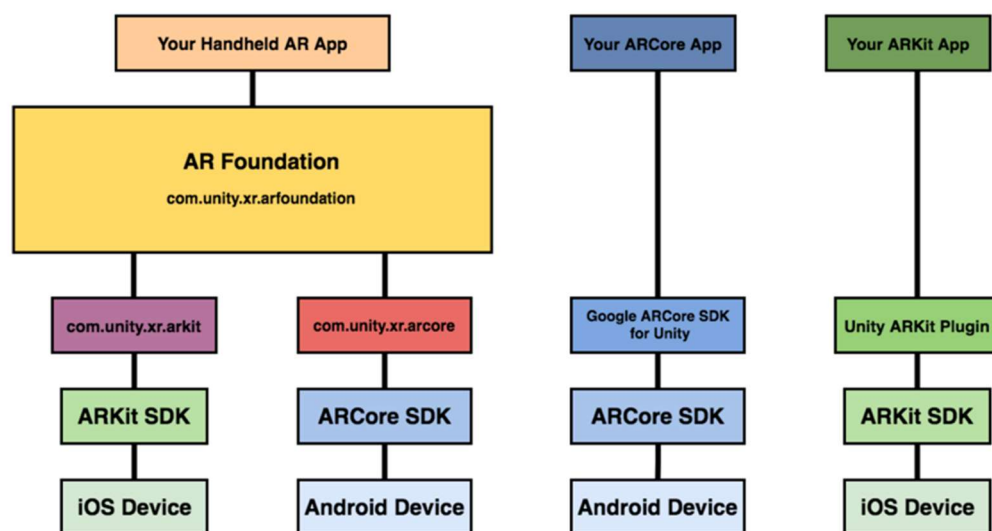 Your Handheld AR App
Your ARCore App
Your ARKit App
AR Foundation
com.unity.xr.arfoundation
com.unity.xr.arkit
com.unity.xr.arcore
Google ARCore SDK
for Unity
Unity ARKit Plugin
ARKit SDK
ARCore SDK
ARCore SDK
ARKit SDK
iOS Device
Android Device
Android Device
iOS Device